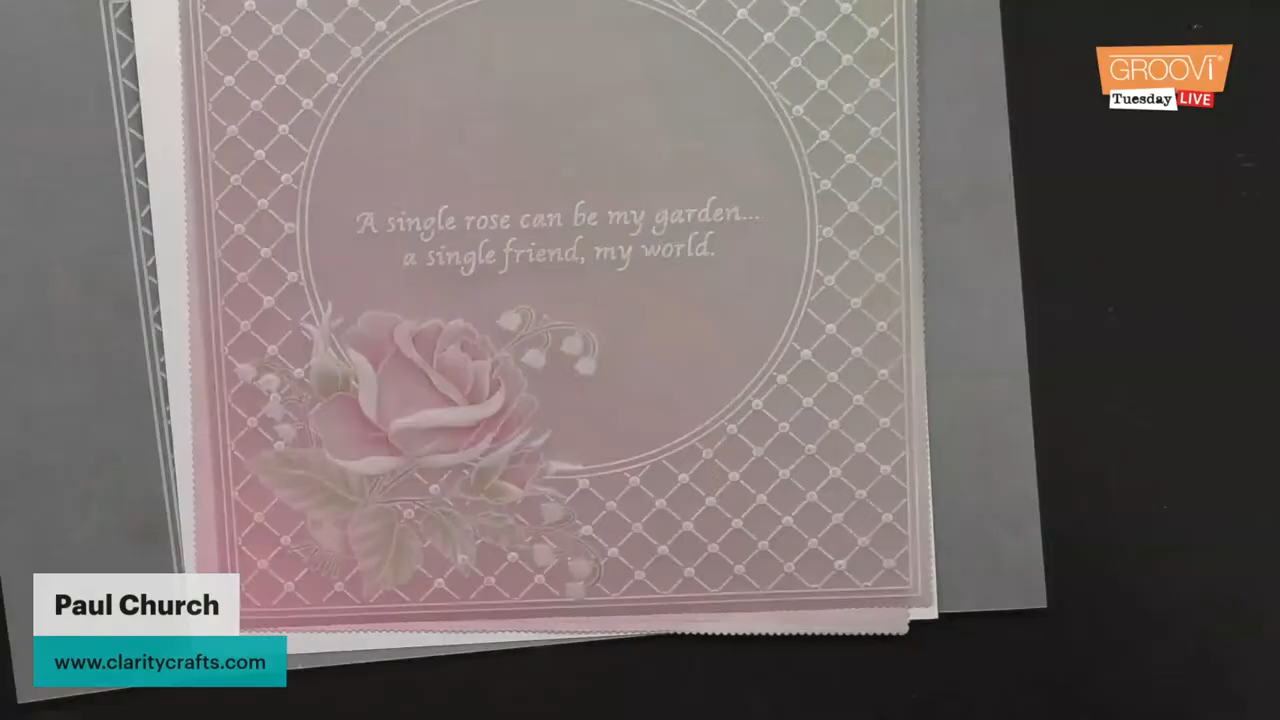 GROOVI
Tuesday LIVE
A single rose can be my garden...
a single friend, my world.
Paul Church
www.claritycrafts.com